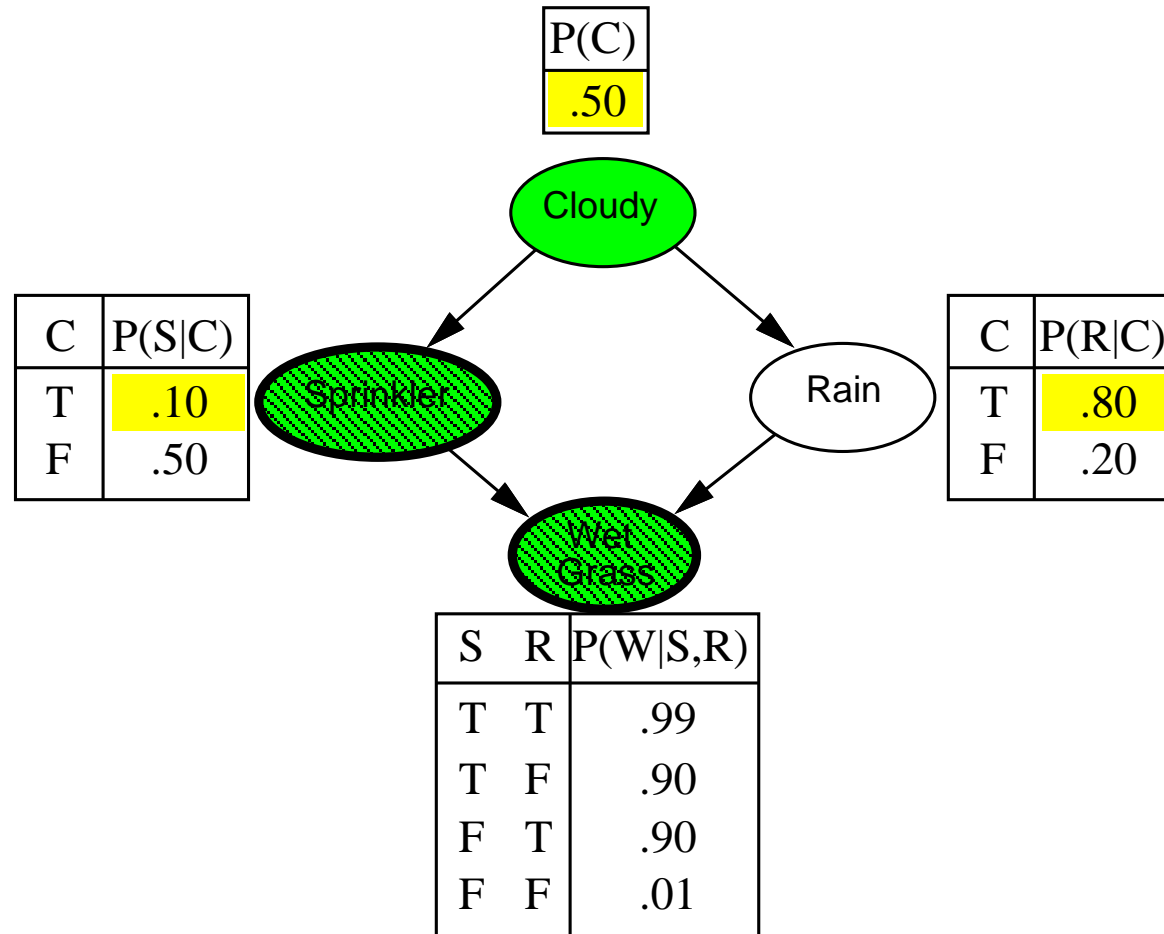 P(C)
.50
Cloudy
C P(S|C)
T .10
F .50
Sprinkler
Rain
C P(R|C)
T .80
F .20
Wet
Grass
S R P(W|S,R)
T T .99
T F .90
F T .90
F F .01